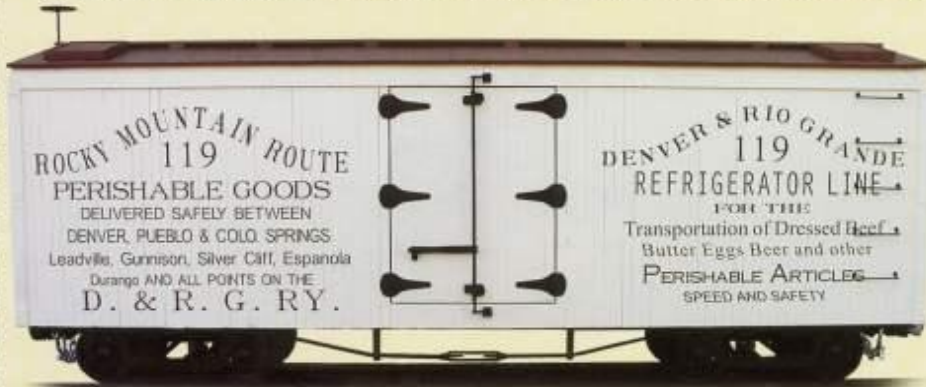 ROCKY MOUNTAIN ROUTE
119
PERISHABLE GOODS
DELIVERED SAFELY BETWEEN
DENVER, PUEBLO & COLO. SPRINGS
Leadville, Gunnison, Silver Cliff, Espanola
Durango AND ALL POINTS ON THE
D. & R. G. RY.
DENVER & RIO GRANDE
119
REFRIGERATOR LINE
FOR THE
Transportation of Dressed Beef
Butter Eggs Beer and other
PERISHABLE ARTICLES
SPEED AND SAFETY